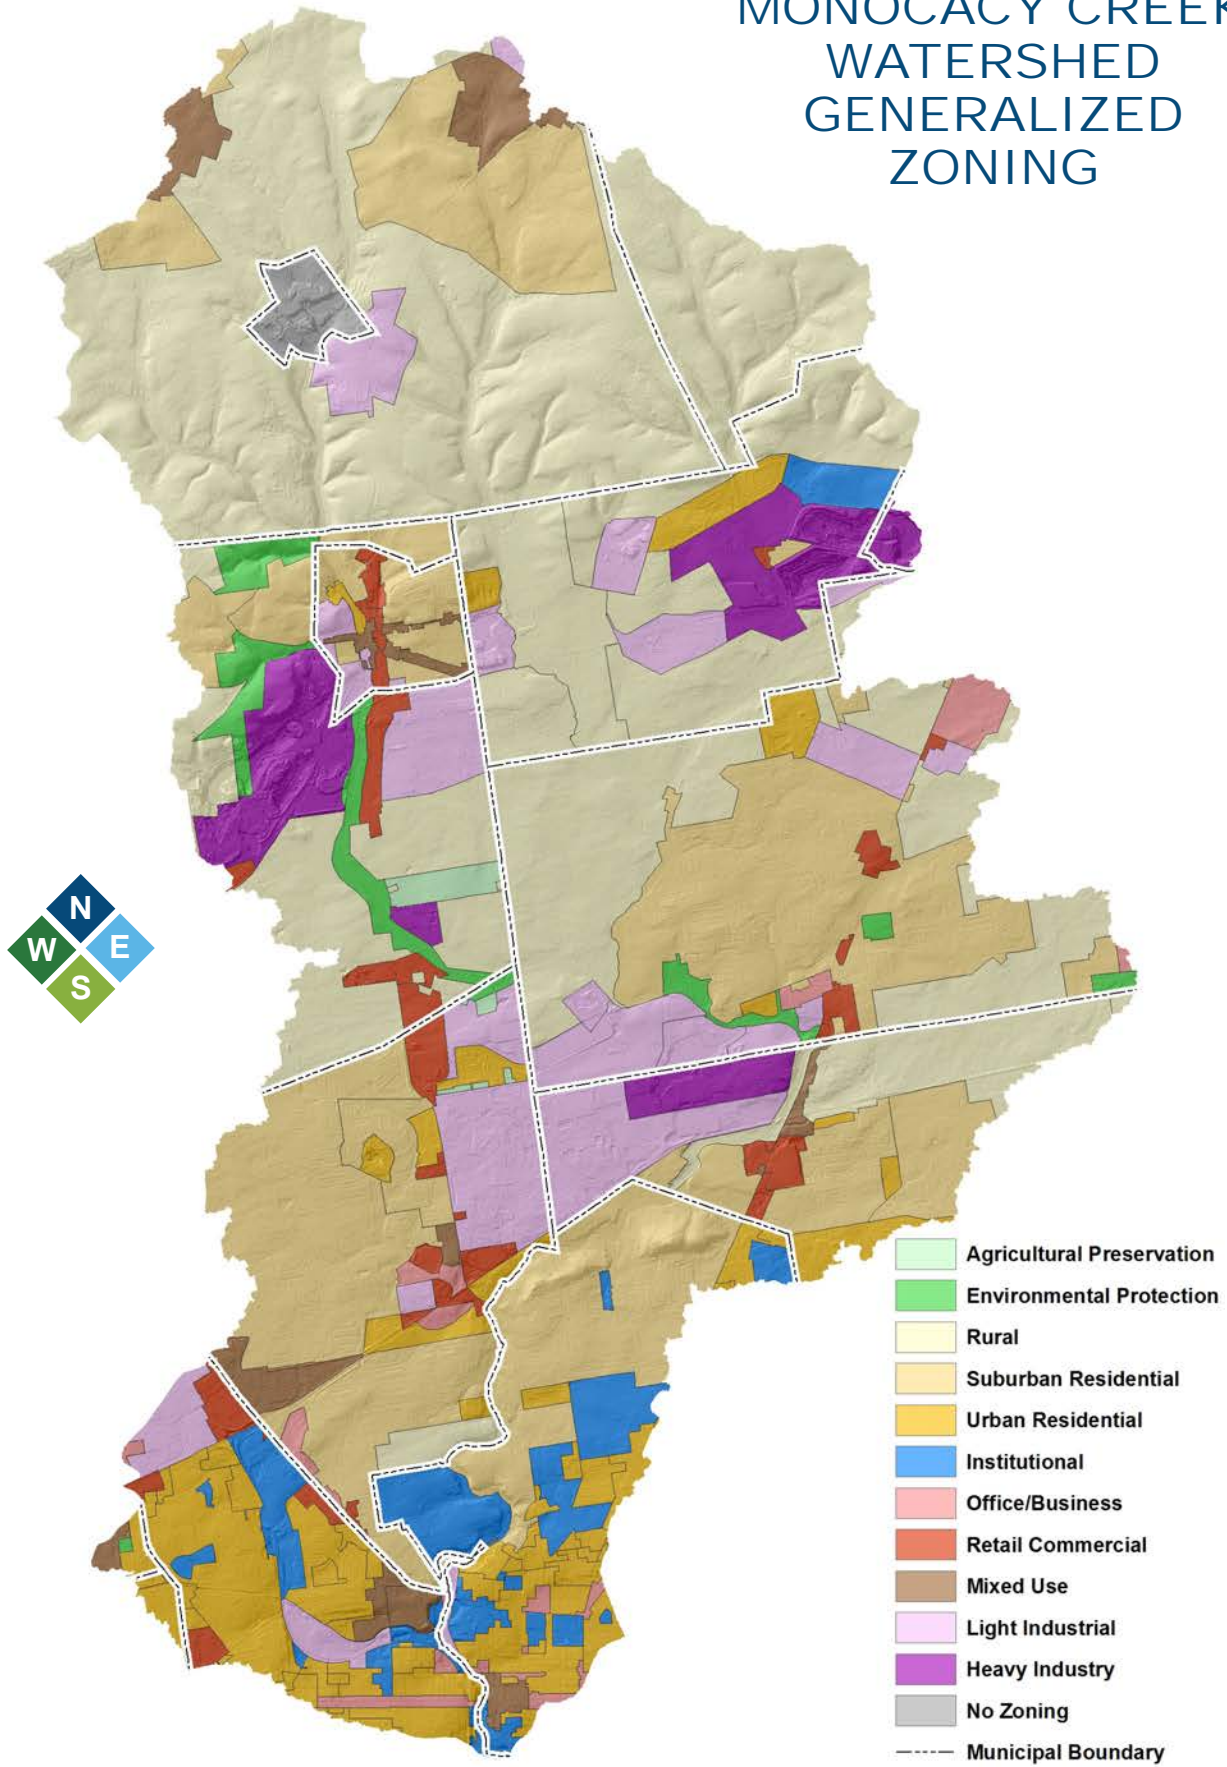 MONOCACY CREEK
WATERSHED
GENERALIZED
ZONING
N
W E
S
Agricultural Preservation
Environmental Protection
Rural
Suburban Residential
Urban Residential
Institutional
Office/Business
Retail Commercial
Mixed Use
Light Industrial
Heavy Industry
No Zoning
Municipal Boundary